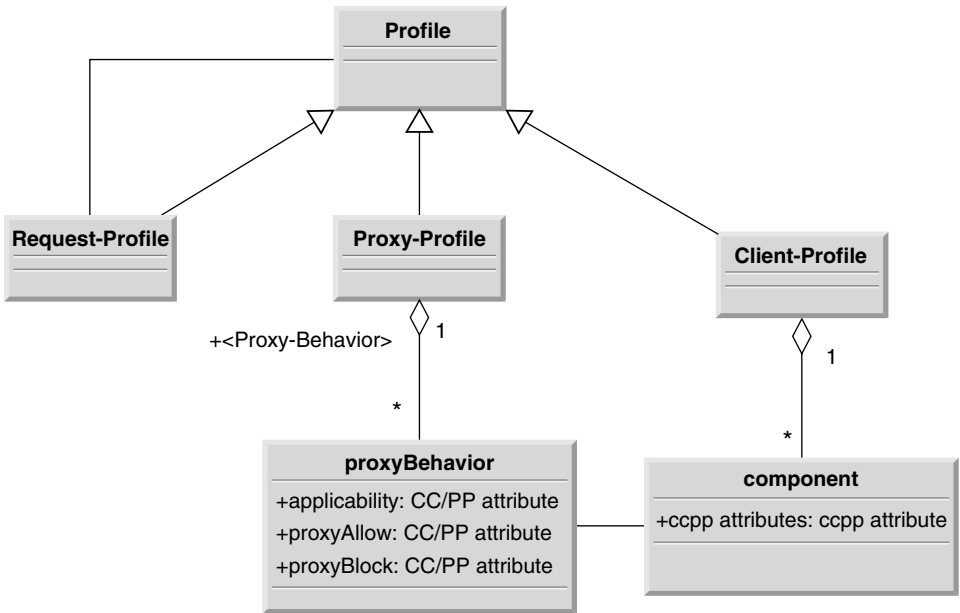 Profile
Request-Profile
Proxy-Profile
Client-Profile
+<Proxy-Behavior>
1
1
*
*
proxyBehavior
+applicability: CC/PP attribute
+proxyAllow: CC/PP attribute
+proxyBlock: CC/PP attribute
component
+ccpp attributes: ccpp attribute